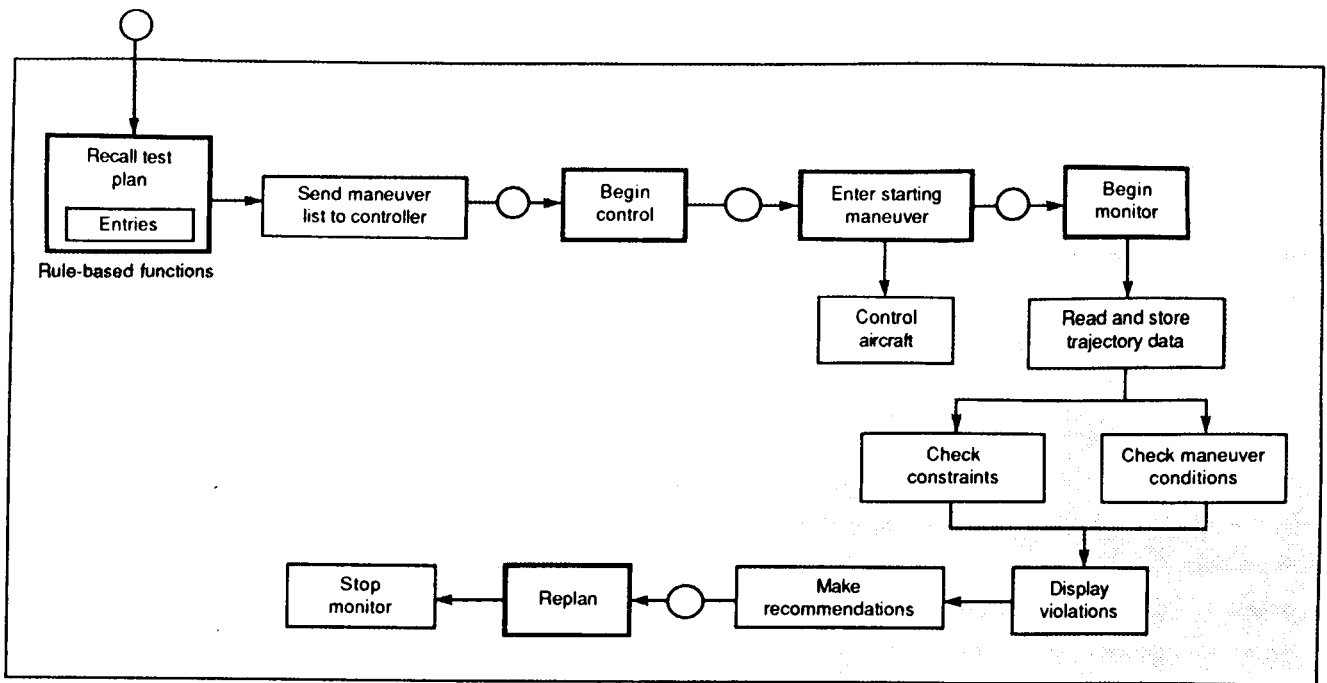 Recall test
plan
Entries
Rule-based functions
Send maneuver
list to controller
Begin
control
Enter starting
maneuver
Begin
monitor
Control
aircraft
Read and store
trajectory data
Check
constraints
Check maneuver
conditions
Stop
monitor
Replan
Make
recommendations
Display
violations